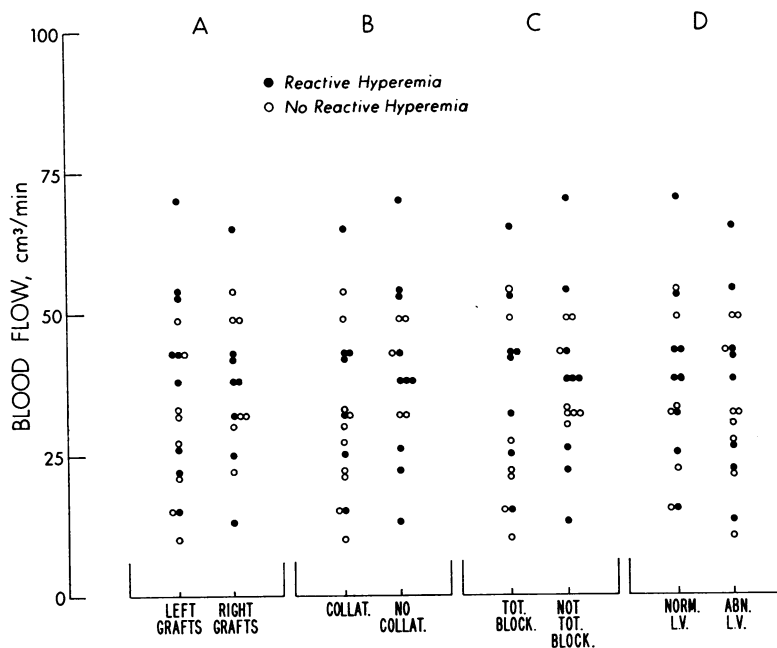 A B C D
100
● Reactive Hyperemia
○ No Reactive Hyperemia
75
50
25
0
BLOOD FLOW, cm³/min
LEFT GRAFTS
RIGHT GRAFTS
COLLAT.
NO COLLAT.
TOT. BLOCK.
NOT TOT. BLOCK.
NORM. L.V.
ABN. L.V.